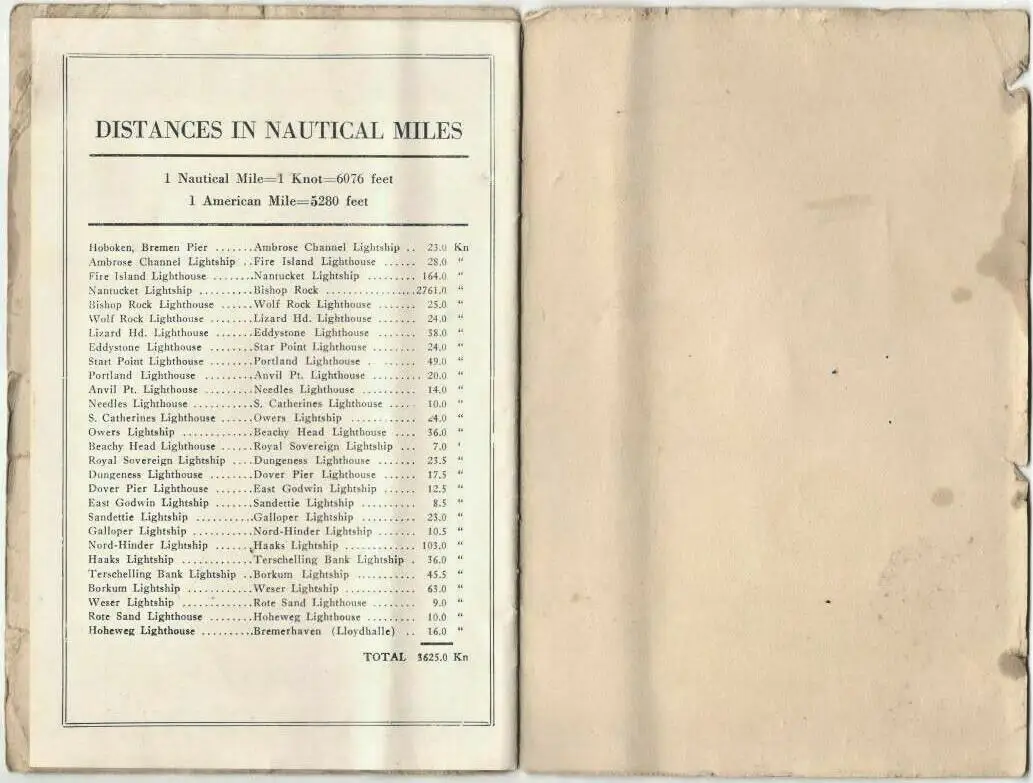 DISTANCES IN NAUTICAL MILES
1 Nautical Mile=1 Knot=6076 feet
1 American Mile=5280 feet
Hoboken, Bremen Pier .......Ambrose Channel Lightship .. 23.0 Kn
Ambrose Channel Lightship ..Fire Island Lighthouse ...... 28.0 "
Fire Island Lighthouse ........Nantucket Lightship ......... 164.0 "
Nantucket Lightship ..........Bishop Rock .................2761.0 "
Bishop Rock Lighthouse ......Wolf Rock Lighthouse ....... 25.0 "
Wolf Rock Lighthouse ........Lizard Hd. Lighthouse ....... 24.0 "
Lizard Hd. Lighthouse .......Eddystone Lighthouse ....... 38.0 "
Eddystone Lighthouse .......Star Point Lighthouse ........ 24.0 "
Start Point Lighthouse ........Portland Lighthouse . ....... 49.0 "
Portland Lighthouse .........Anvil Pt. Lighthouse ......... 20.0 "
Anvil Pt. Lighthouse .........Needles Lighthouse .......... 14.0 "
Needles Lighthouse ...........S. Catherines Lighthouse ..... 10.0 "
S. Catherines Lighthouse ......Owers Lightship ............ 24.0 "
Owers Lightship .............Beachy Head Lighthouse .... 36.0 "
Beachy Head Lighthouse ......Royal Sovereign Lightship ... 7.0 '
Royal Sovereign Lightship ....Dungeness Lighthouse ....... 23.5 "
Dungeness Lighthouse ........Dover Pier Lighthouse ...... 17.5 "
Dover Pier Lighthouse .......East Godwin Lightship ...... 12.5 "
East Godwin Lightship .......Sandettie Lightship .......... 8.5 "
Sandettie Lightship ...........Galloper Lightship .......... 23.0 "
Galloper Lightship ...........Nord-Hinder Lightship ...... 10.5 "
Nord-Hinder Lightship .......Haaks Lightship ............. 103.0 "
Haaks Lightship .............Terschelling Bank Lightship . 36.0 "
Terschelling Bank Lightship ..Borkum Lightship ........... 45.5 "
Borkum Lightship ............Weser Lightship ............. 63.0 "
Weser Lightship .............Rote Sand Lighthouse ........ 9.0 "
Rote Sand Lighthouse ........Hoheweg Lighthouse ......... 10.0 "
Hoheweg Lighthouse ..........Bremerhaven (Lloydhalle) .. 16.0 "
TOTAL 3625.0 Kn